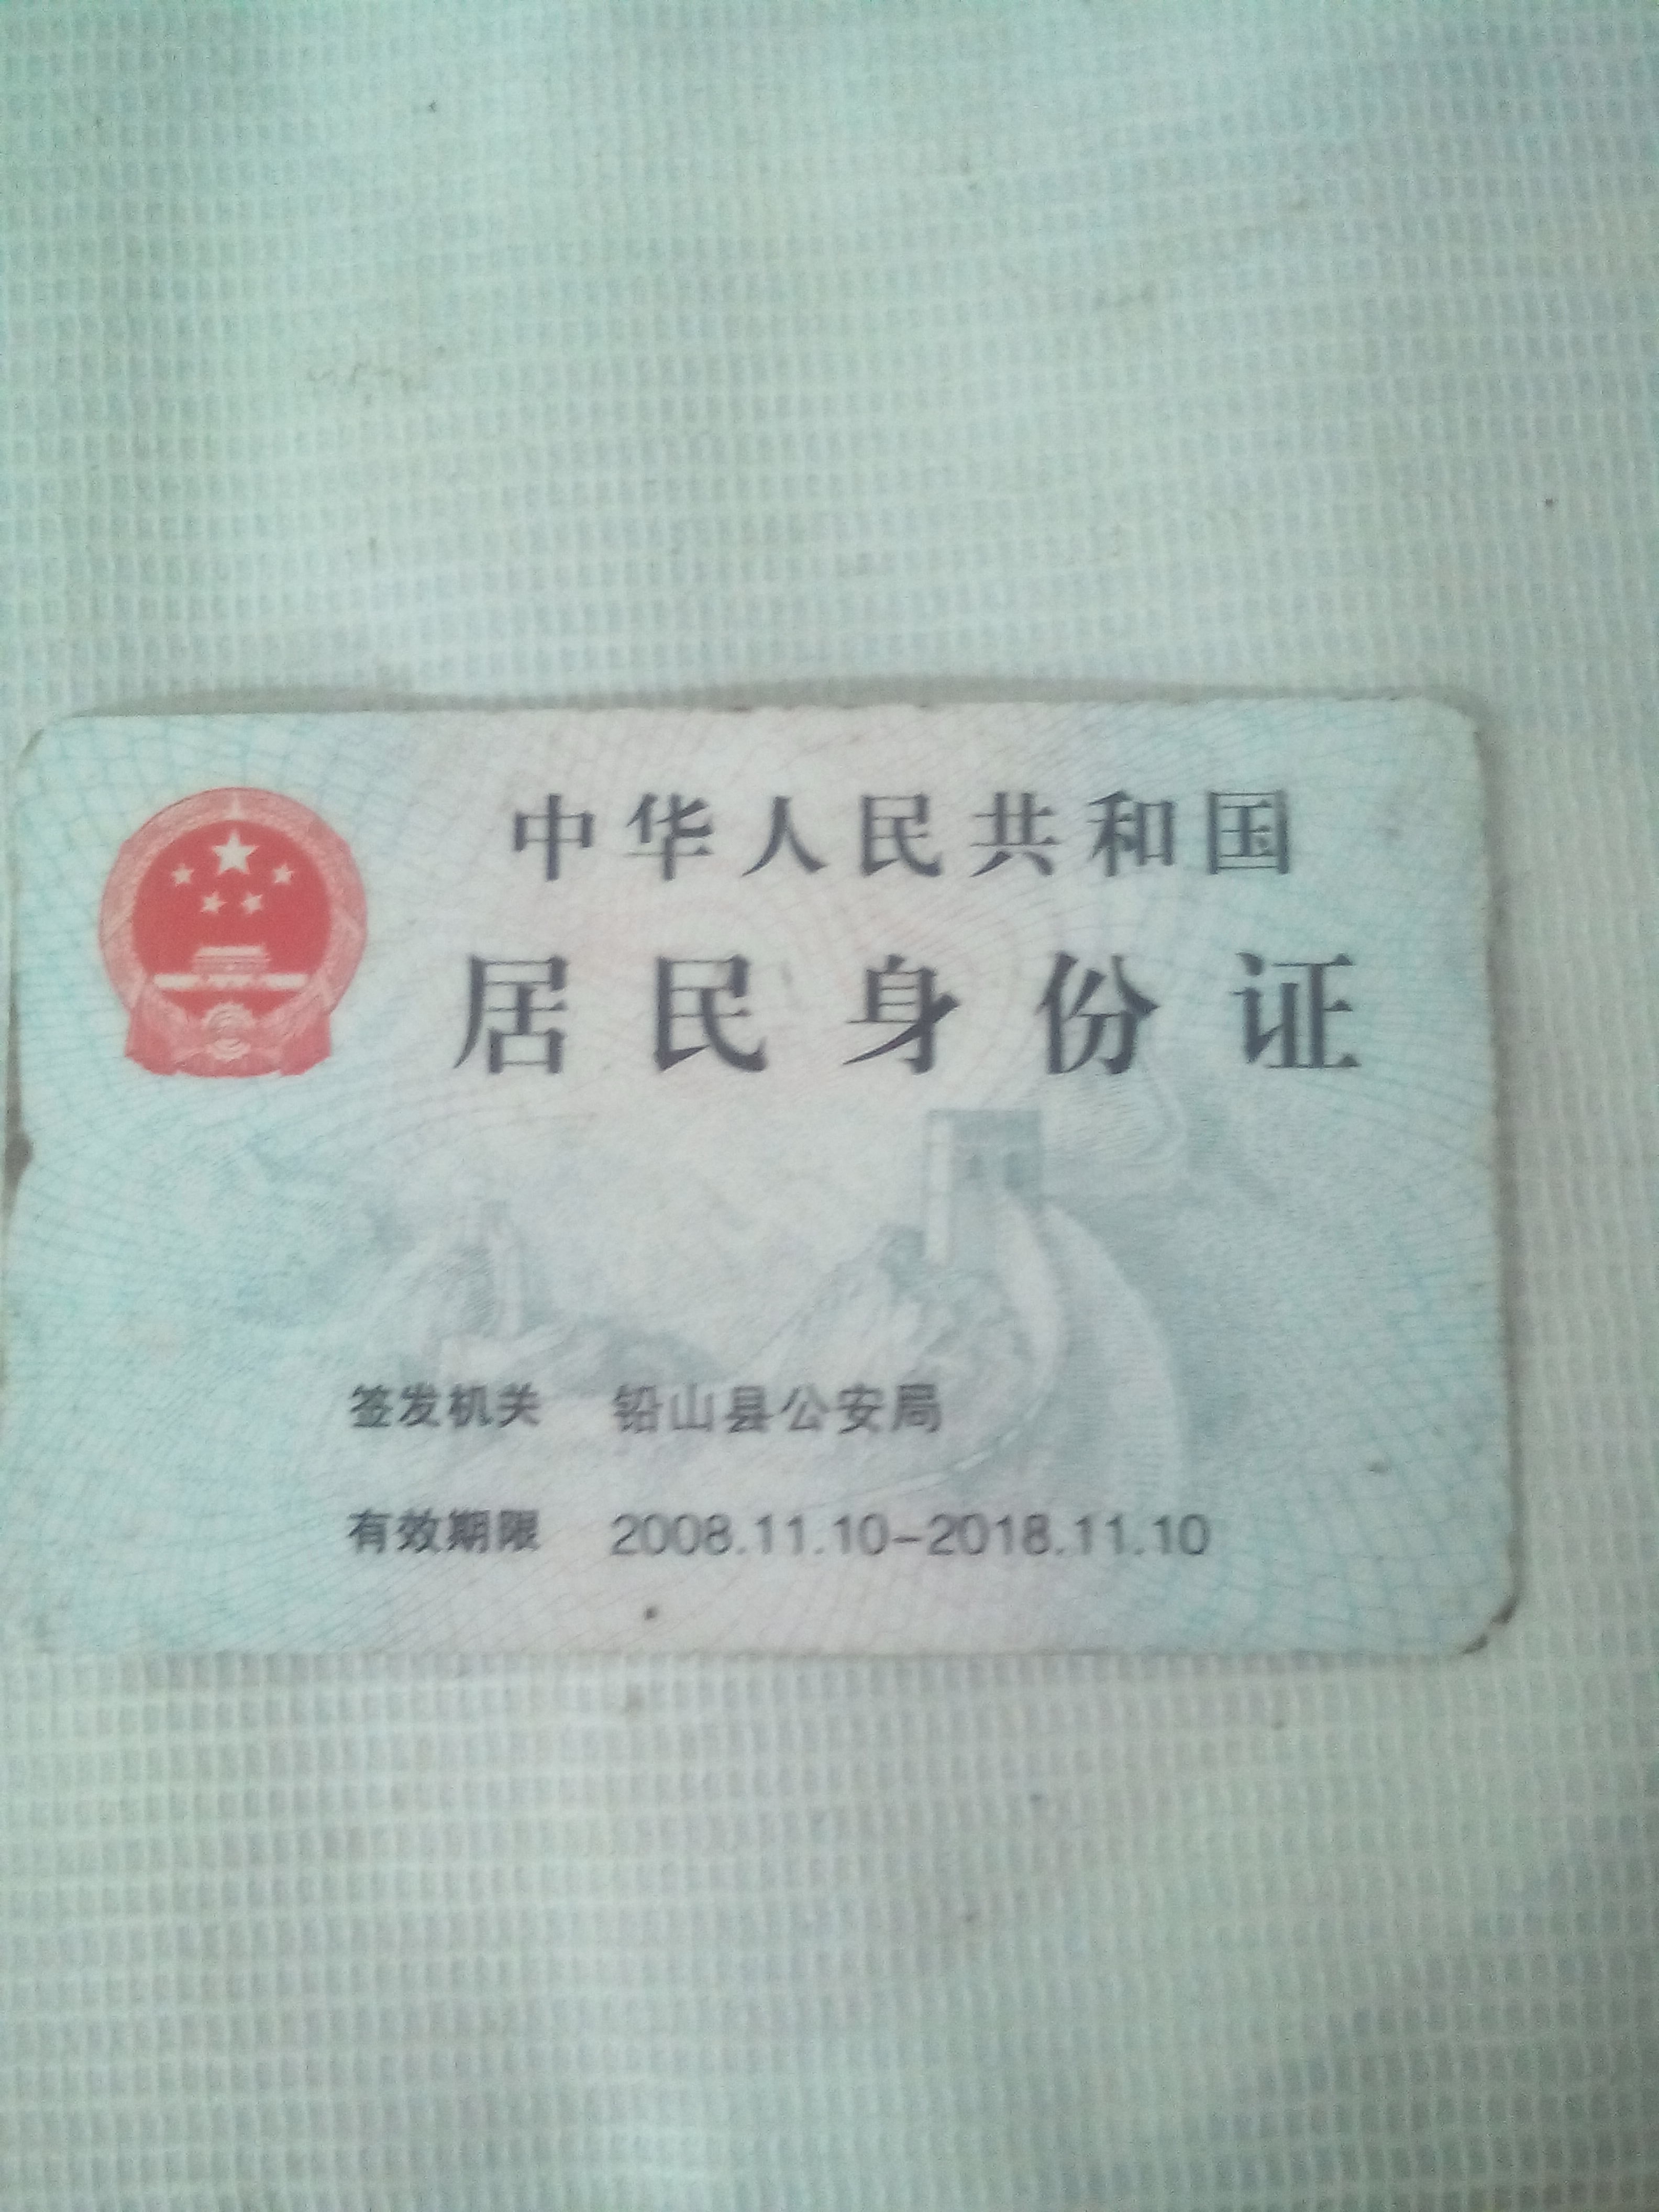 中华人民共和国
居民身份证
签发机关 铅山县公安局
有效期限 2008.11.10-2018.11.10